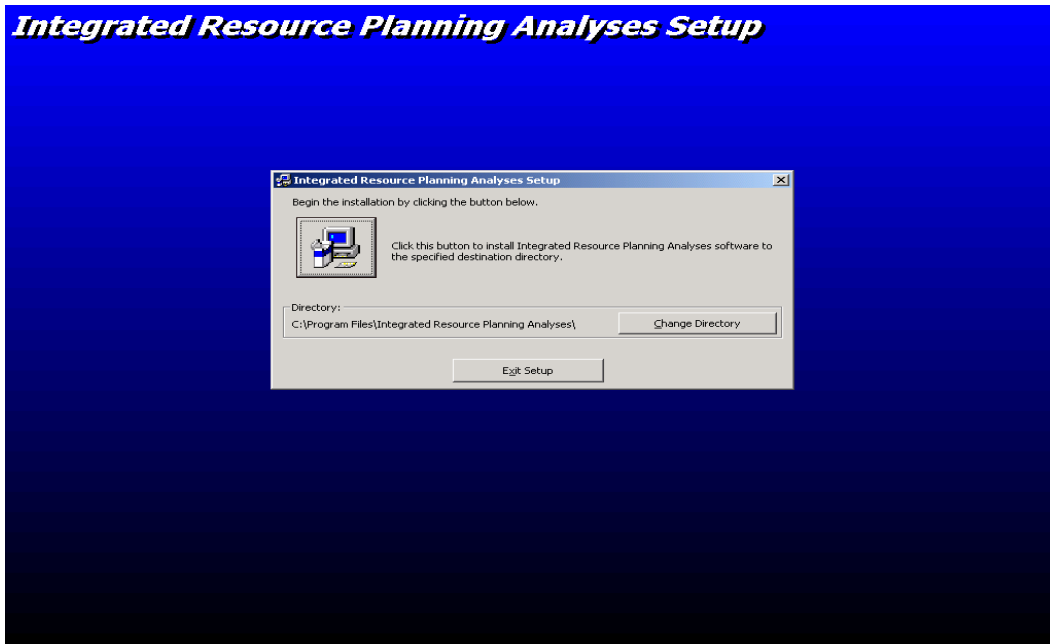 Integrated Resource Planning Analyses Setup
Integrated Resource Planning Analyses Setup
Begin the installation by clicking the button below.
Click this button to install Integrated Resource Planning Analyses software to
the specified destination directory.
Directory:
C:\Program Files\Integrated Resource Planning Analyses\
Change Directory
Exit Setup